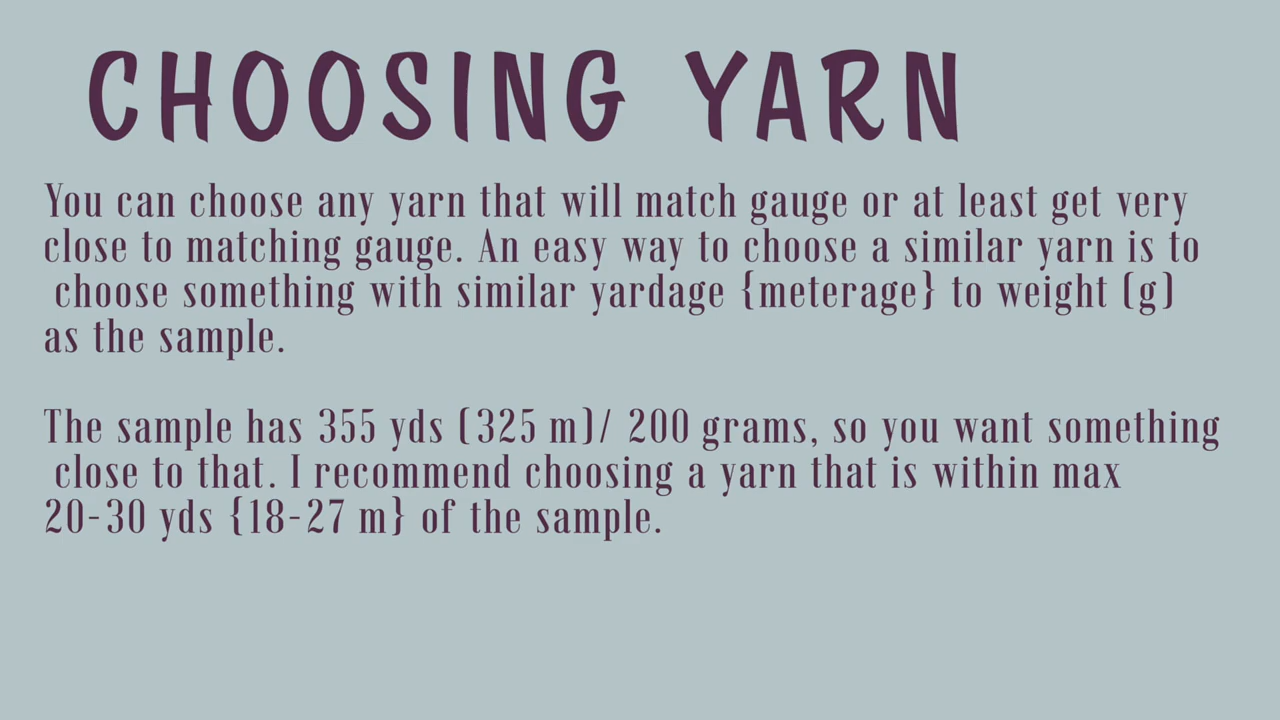 CHOOSING YARN
You can choose any yarn that will match gauge or at least get very
close to matching gauge. An easy way to choose a similar yarn is to
choose something with similar yardage {meterage} to weight (g)
as the sample.
The sample has 355 yds (325 m)/ 200 grams, so you want something
close to that. I recommend choosing a yarn that is within max
20-30 yds {18-27 m} of the sample.